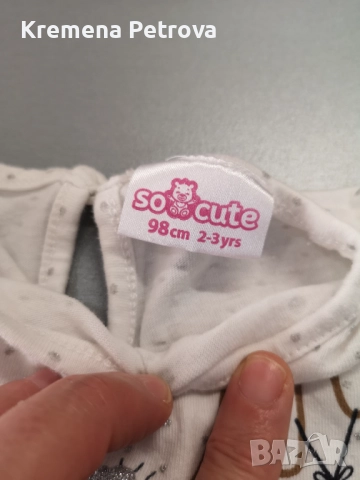 Kremena Petrova
so cute
98cm 2-3yrs
BAZAR